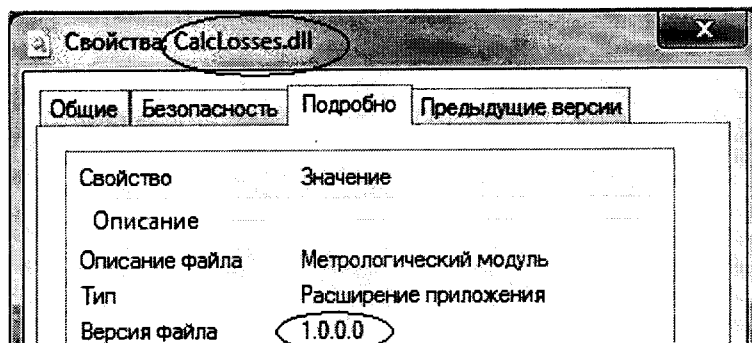 Свойства: CalcLosses.dll
X
Общие Безопасность Подробно Предыдущие версии
Свойство Значение
Описание
Описание файла Метрологический модуль
Тип Расширение приложения
Версия файла 1.0.0.0